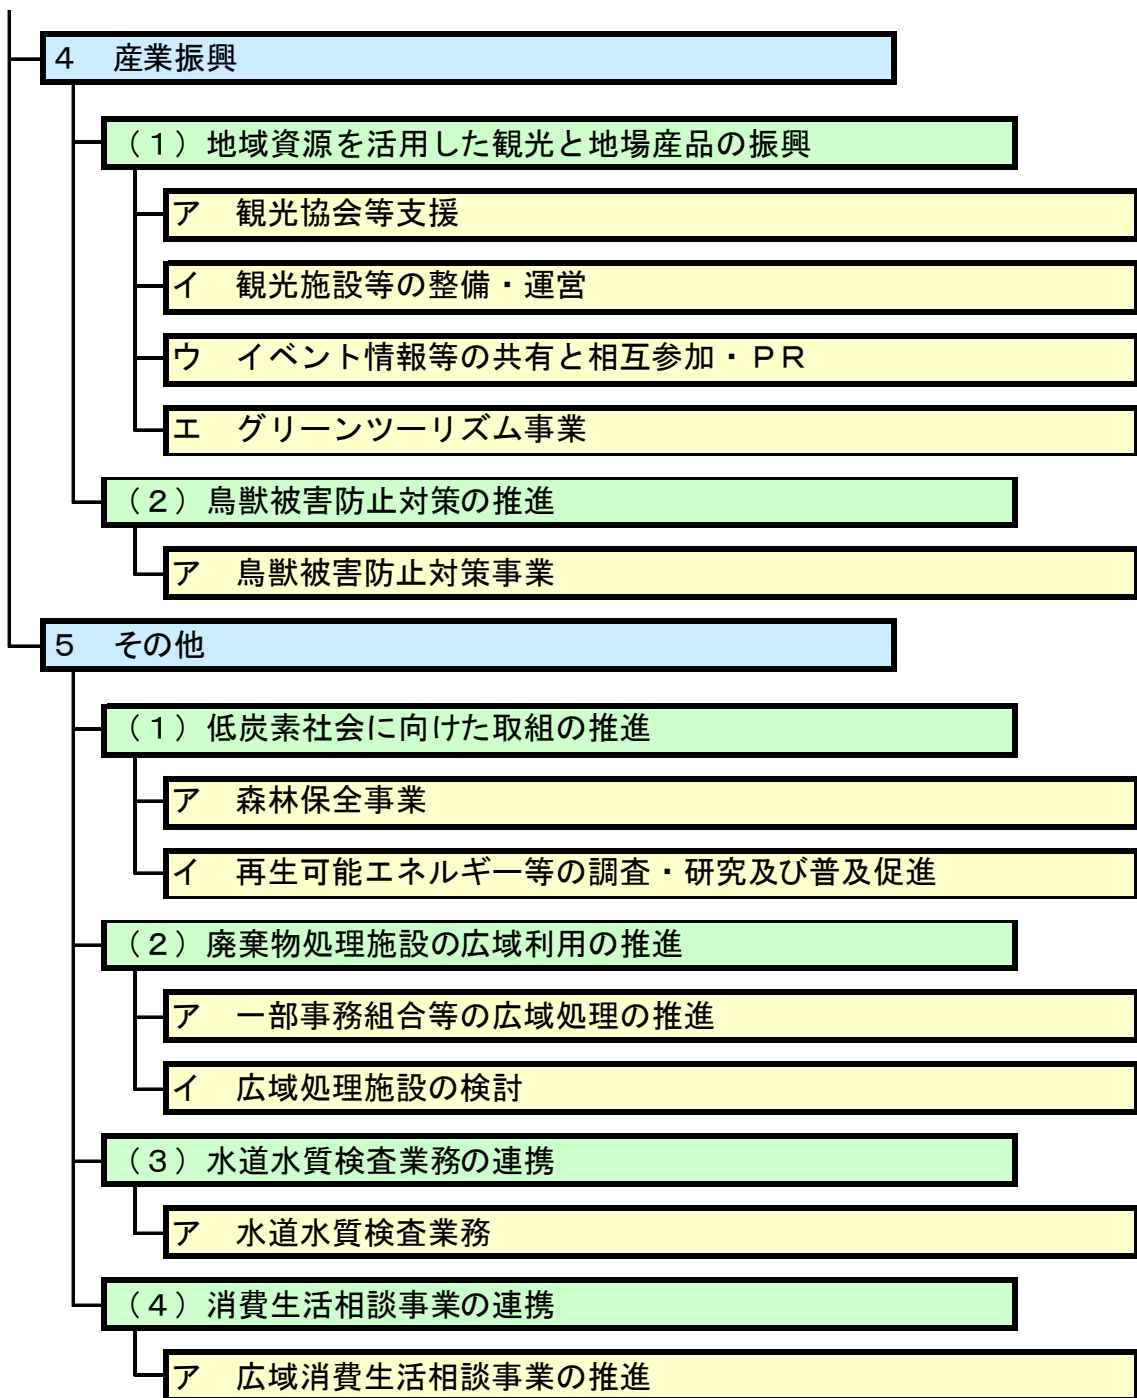 ４　産業振興
（１）地域資源を活用した観光と地場産品の振興
ア　観光協会等支援
イ　観光施設等の整備・運営
ウ　イベント情報等の共有と相互参加・ＰＲ
エ　グリーンツーリズム事業
（２）鳥獣被害防止対策の推進
ア　鳥獣被害防止対策事業
５　その他
（１）低炭素社会に向けた取組の推進
ア　森林保全事業
イ　再生可能エネルギー等の調査・研究及び普及促進
（２）廃棄物処理施設の広域利用の推進
ア　一部事務組合等の広域処理の推進
イ　広域処理施設の検討
（３）水道水質検査業務の連携
ア　水道水質検査業務
（４）消費生活相談事業の連携
ア　広域消費生活相談事業の推進